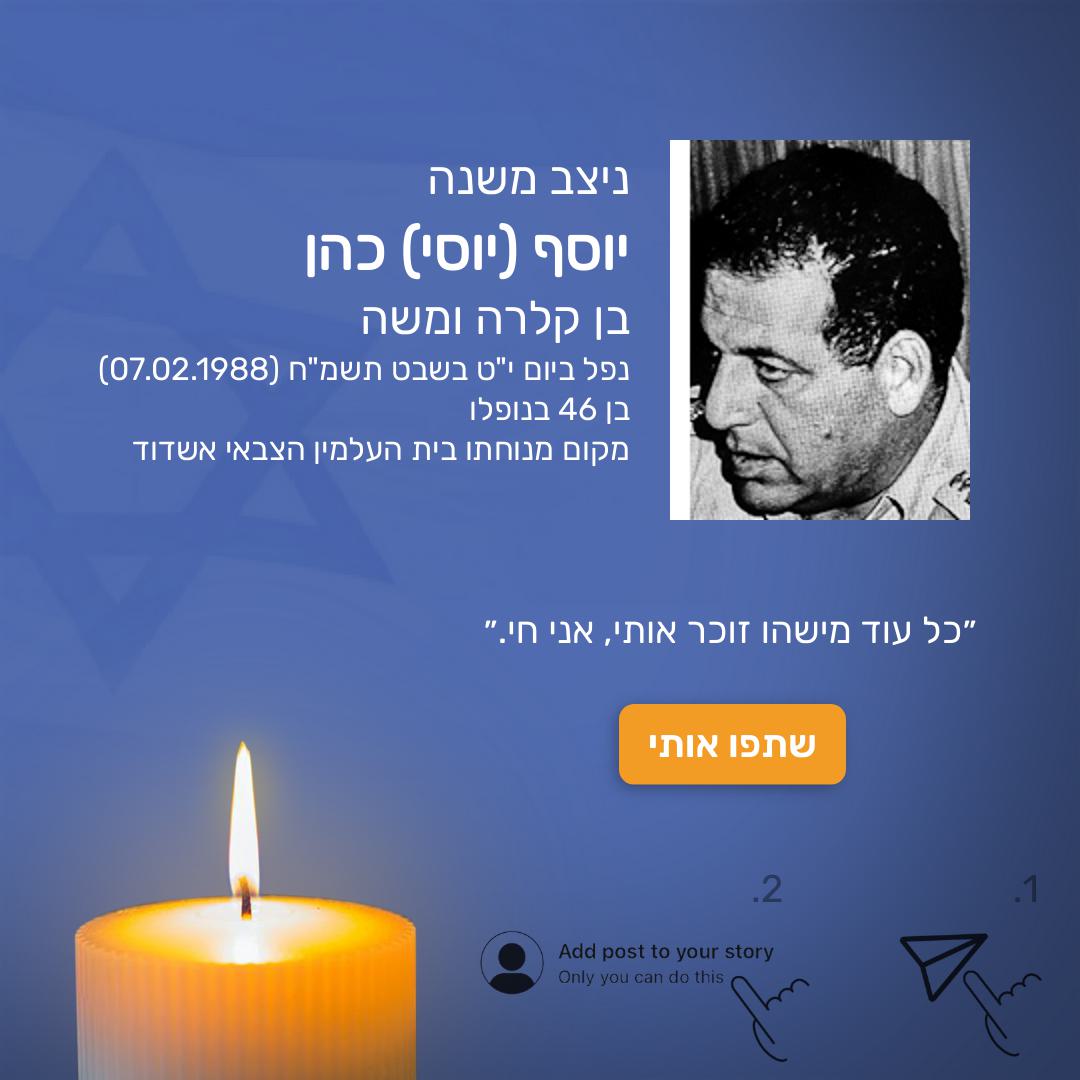 ניצב משנה
יוסף (יוסי) כהן
בן קלרה ומשה
נפל ביום י"ט בשבט תשמ"ח (07.02.1988)
בן 46 בנופלו
מקום מנוחתו בית העלמין הצבאי אשדוד
״כל עוד מישהו זוכר אותי, אני חי.״
שתפו אותי
1.
2.
Add post to your story
Only you can do this